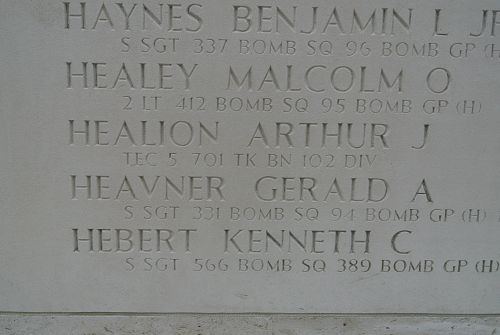 HAYNES BENJAMIN L JR
S SGT 337 BOMB SQ 96 BOMB GP (H
HEALEY MALCOLM O
2 LT 412 BOMB SQ 95 BOMB GP (H)
HEALION ARTHUR J
TEC 5 701 TK BN 102 DIV
HEAVNER GERALD A
S SGT 331 BOMB SQ 94 BOMB GP (H)
HEBERT KENNETH C
S SGT 566 BOMB SQ 389 BOMB GP (H)